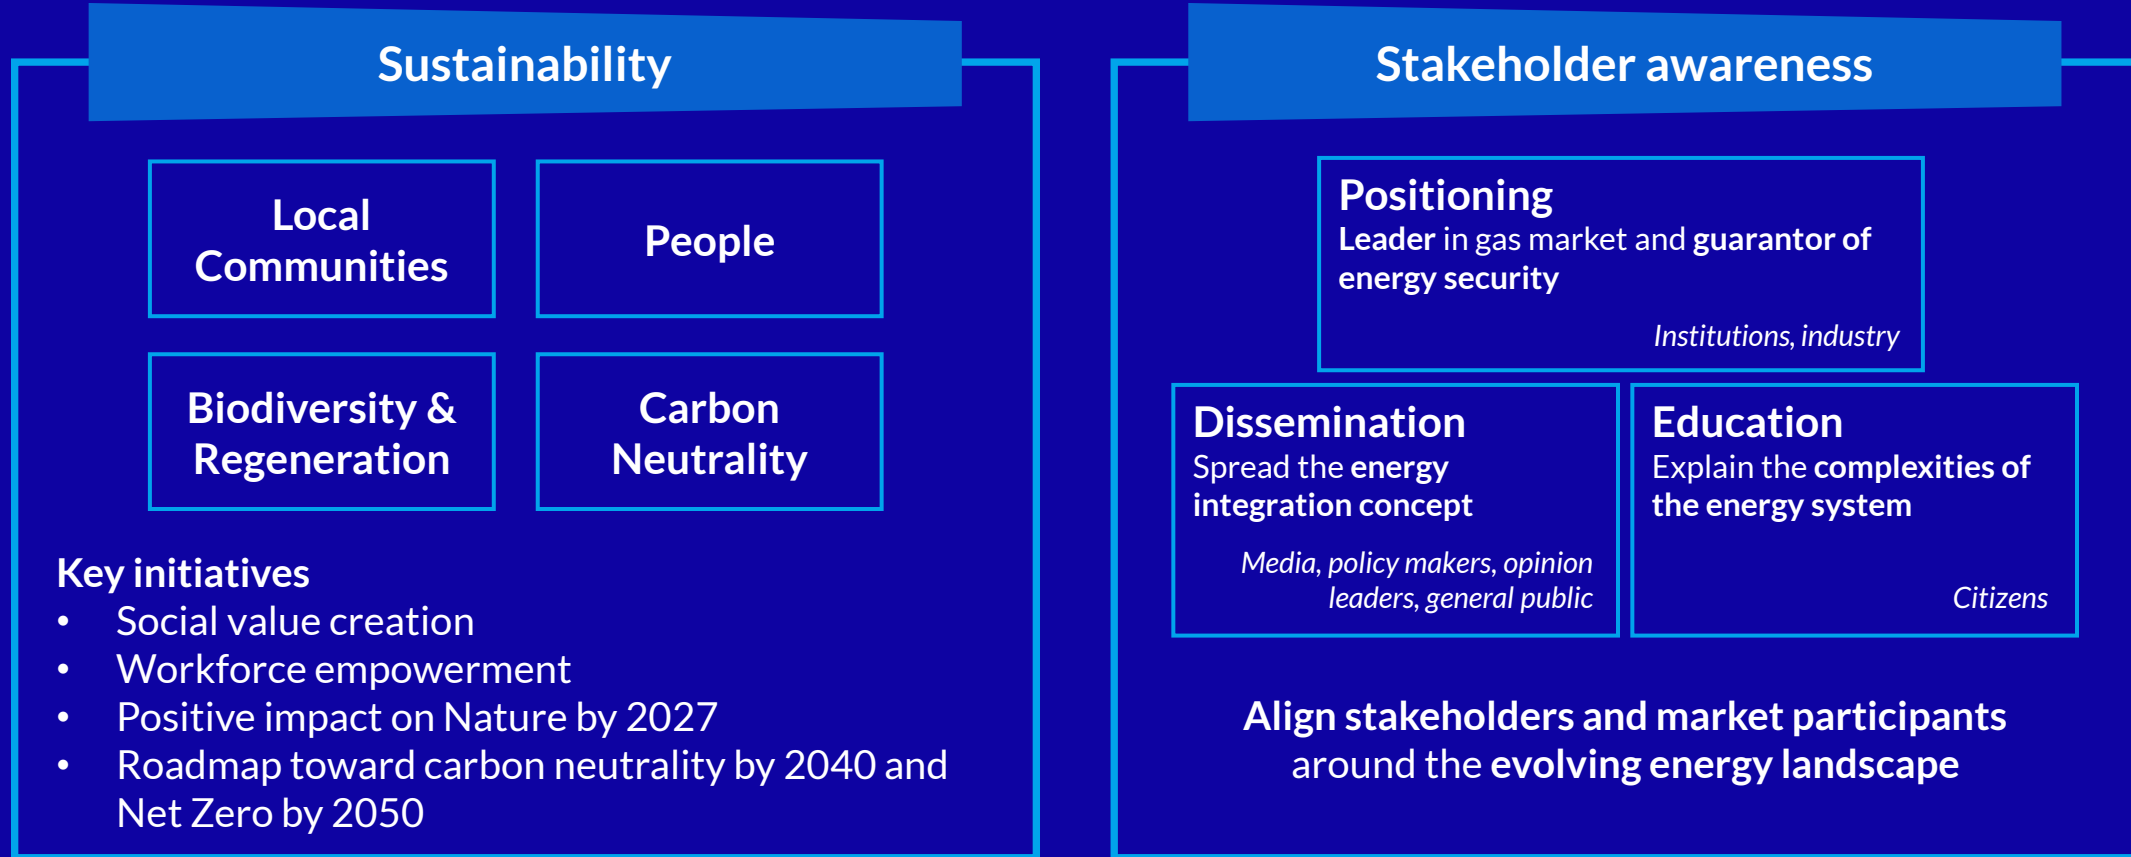 Sustainability
Local
Communities
People
Biodiversity &
Regeneration
Carbon
Neutrality
Key initiatives
• Social value creation
• Workforce empowerment
• Positive impact on Nature by 2027
• Roadmap toward carbon neutrality by 2040 and
Net Zero by 2050
Stakeholder awareness
Positioning
Leader in gas market and guarantor of
energy security
Institutions, industry
Dissemination
Spread the energy
integration concept
Media, policy makers, opinion
leaders, general public
Education
Explain the complexities of
the energy system
Citizens
Align stakeholders and market participants
around the evolving energy landscape